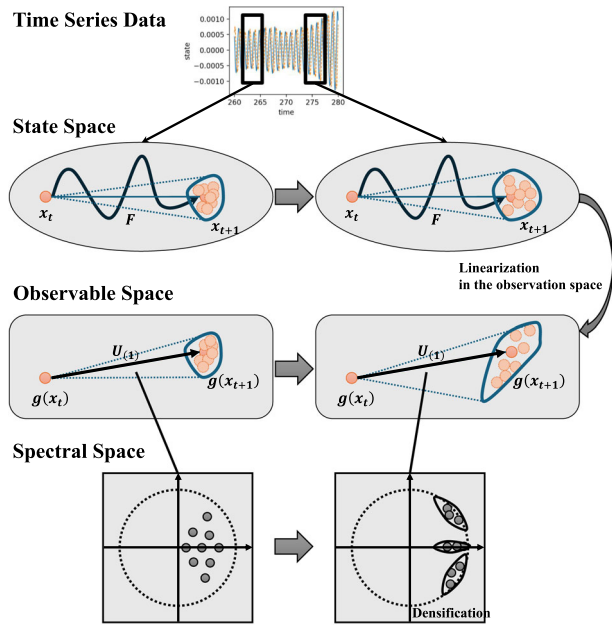 Time Series Data
0.0010
0.0005
0.0000
−0.0005
−0.0010
state
260 265 270 275 280
time
State Space
x_t F x_{t+1}
x_t F x_{t+1}
Linearization
in the observation space
Observable Space
U_{(1)} U_{(1)}
g(x_t) g(x_{t+1})
g(x_t) g(x_{t+1})
Spectral Space
Densification